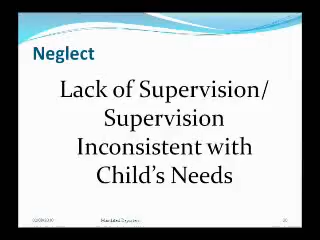 Neglect
Lack of Supervision/
Supervision
Inconsistent with
Child's Needs